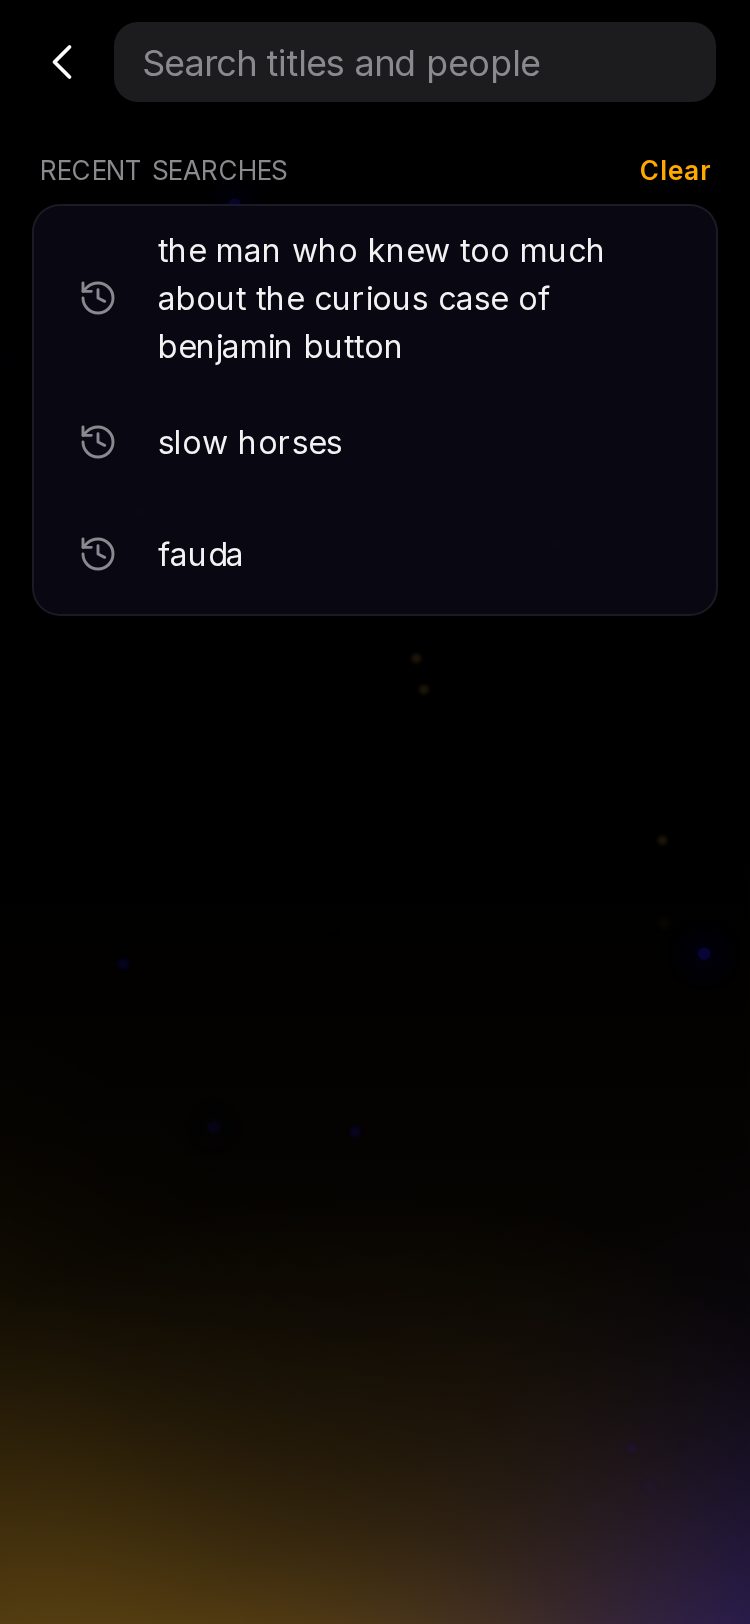 Search titles and people
RECENT SEARCHES
Clear
the man who knew too much
about the curious case of
benjamin button
slow horses
fauda